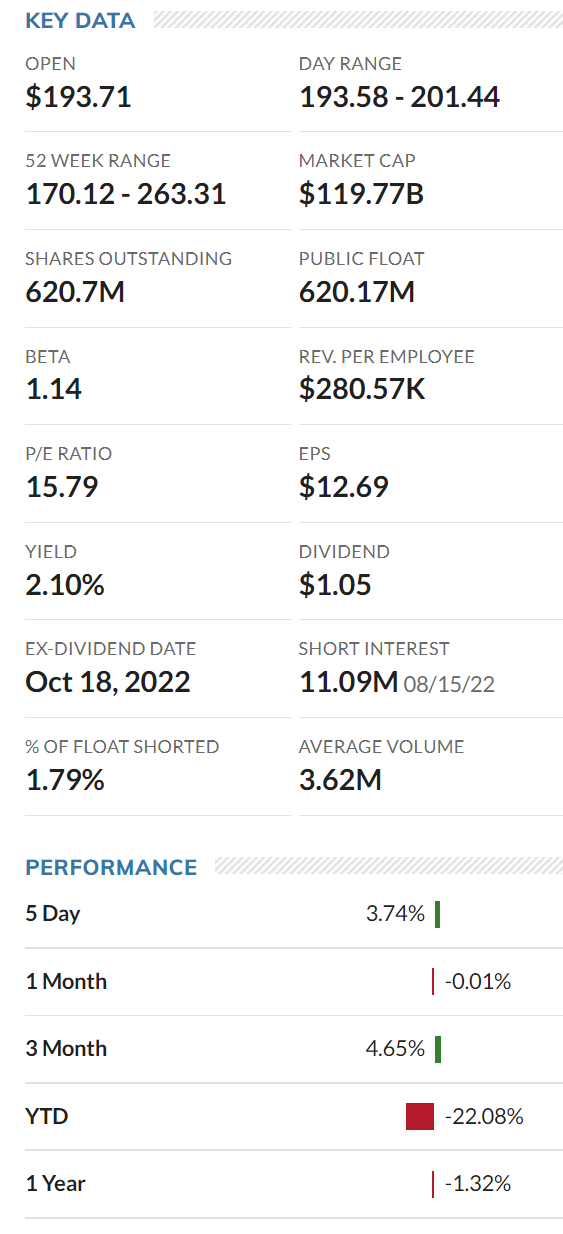 KEY DATA
OPEN DAY RANGE
$193.71 193.58 - 201.44
52 WEEK RANGE MARKET CAP
170.12 - 263.31 $119.77B
SHARES OUTSTANDING PUBLIC FLOAT
620.7M 620.17M
BETA REV. PER EMPLOYEE
1.14 $280.57K
P/E RATIO EPS
15.79 $12.69
YIELD DIVIDEND
2.10% $1.05
EX-DIVIDEND DATE SHORT INTEREST
Oct 18, 2022 11.09M 08/15/22
% OF FLOAT SHORTED AVERAGE VOLUME
1.79% 3.62M
PERFORMANCE
5 Day 3.74%
1 Month -0.01%
3 Month 4.65%
YTD -22.08%
1 Year -1.32%